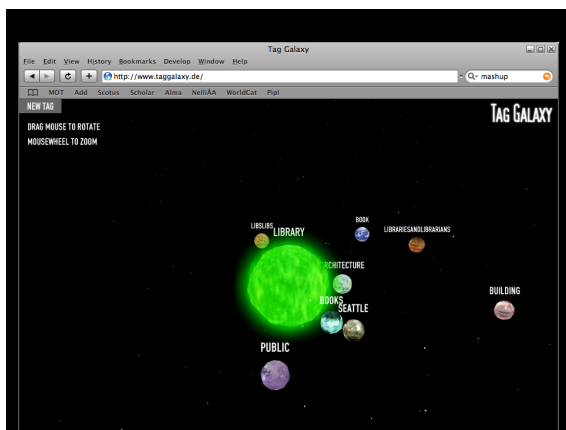 Tag Galaxy
File Edit View History Bookmarks Develop Window Help
http://www.taggalaxy.de/
mashup
MOT Add Scotus Scholar Alma NelliÄÄ WorldCat Pipl
NEW TAG
TAG GALAXY
DRAG MOUSE TO ROTATE
MOUSEWHEEL TO ZOOM
BOOK
LIBSLIBS
LIBRARY
LIBRARIESANDLIBRARIANS
ARCHITECTURE
BUILDING
BOOKS
SEATTLE
PUBLIC